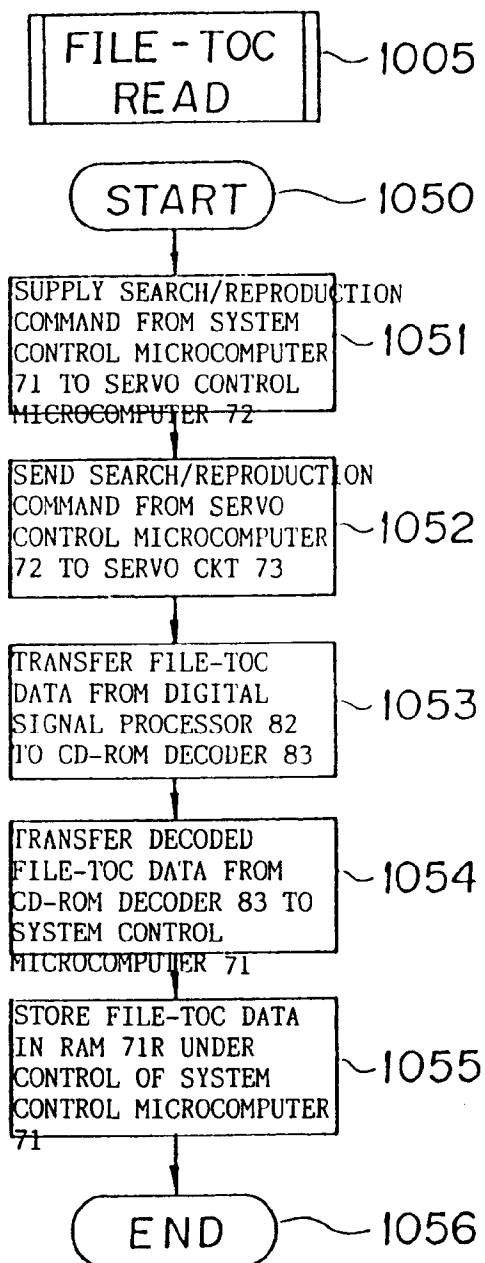 FILE-TOC
READ
1005
START
1050
SUPPLY SEARCH/REPRODUCTION
COMMAND FROM SYSTEM
CONTROL MICROCOMPUTER
71 TO SERVO CONTROL
MICROCOMPUTER 72
1051
SEND SEARCH/REPRODUCTION
COMMAND FROM SERVO
CONTROL MICROCOMPUTER
72 TO SERVO CKT 73
1052
TRANSFER FILE-TOC
DATA FROM DIGITAL
SIGNAL PROCESSOR 82
TO CD-ROM DECODER 83
1053
TRANSFER DECODED
FILE-TOC DATA FROM
CD-ROM DECODER 83 TO
SYSTEM CONTROL
MICROCOMPUTER 71
1054
STORE FILE-TOC DATA
IN RAM 71R UNDER
CONTROL OF SYSTEM
CONTROL MICROCOMPUTER
71
1055
END
1056